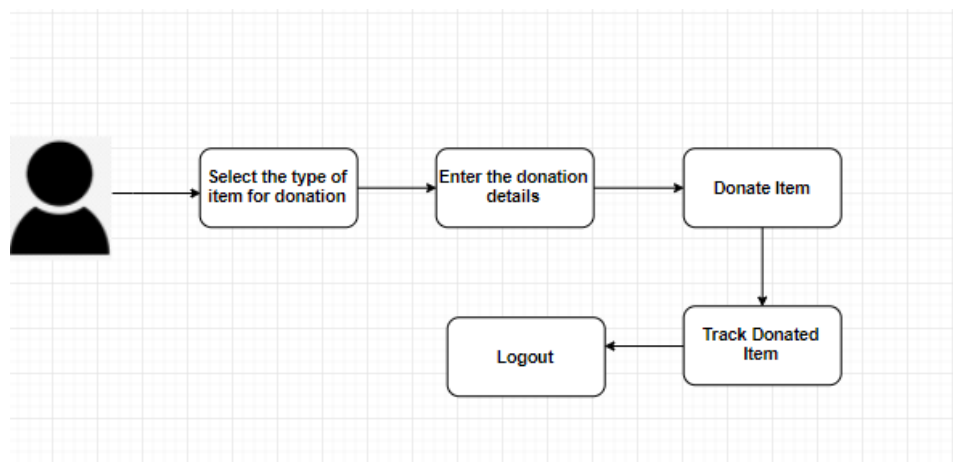 Select the type of
item for donation
Enter the donation
details
Donate Item
Track Donated
Item
Logout